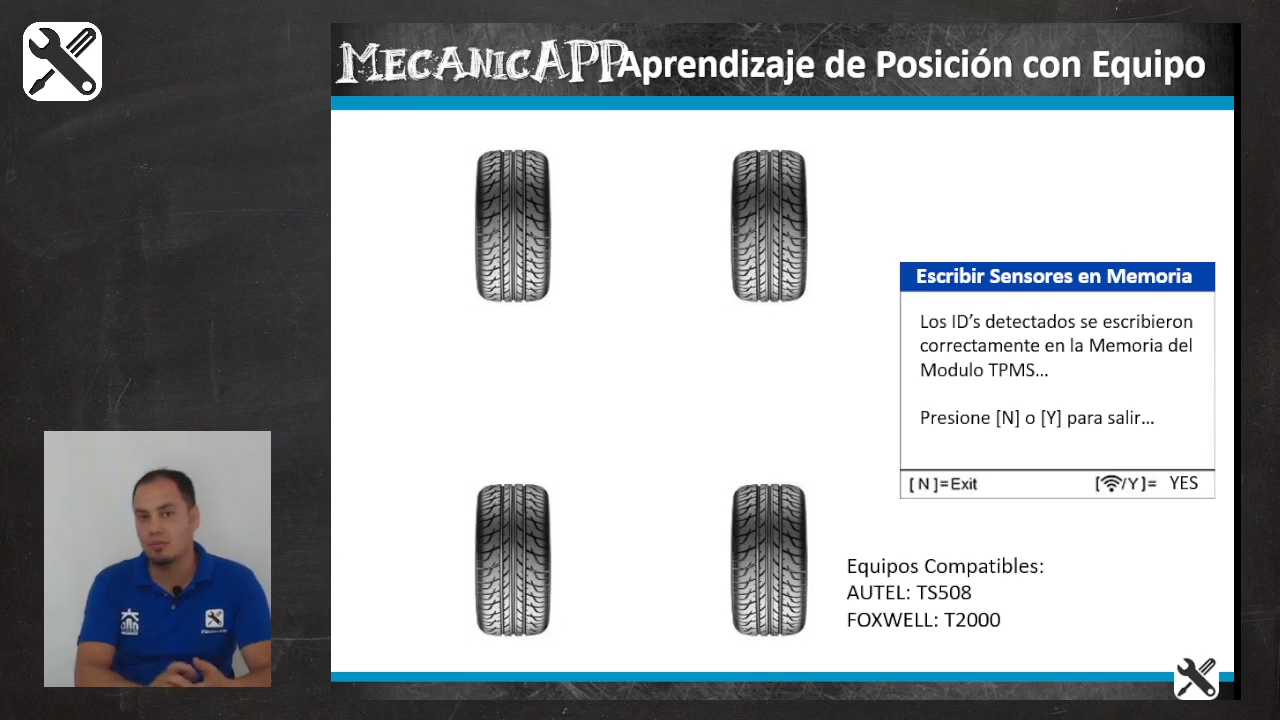 MECANICAPP
Aprendizaje de Posición con Equipo
Escribir Sensores en Memoria
Los ID’s detectados se escribieron
correctamente en la Memoria del
Modulo TPMS...
Presione [N] o [Y] para salir...
[ N ]=Exit
[/Y ]= YES
Equipos Compatibles:
AUTEL: TS508
FOXWELL: T2000